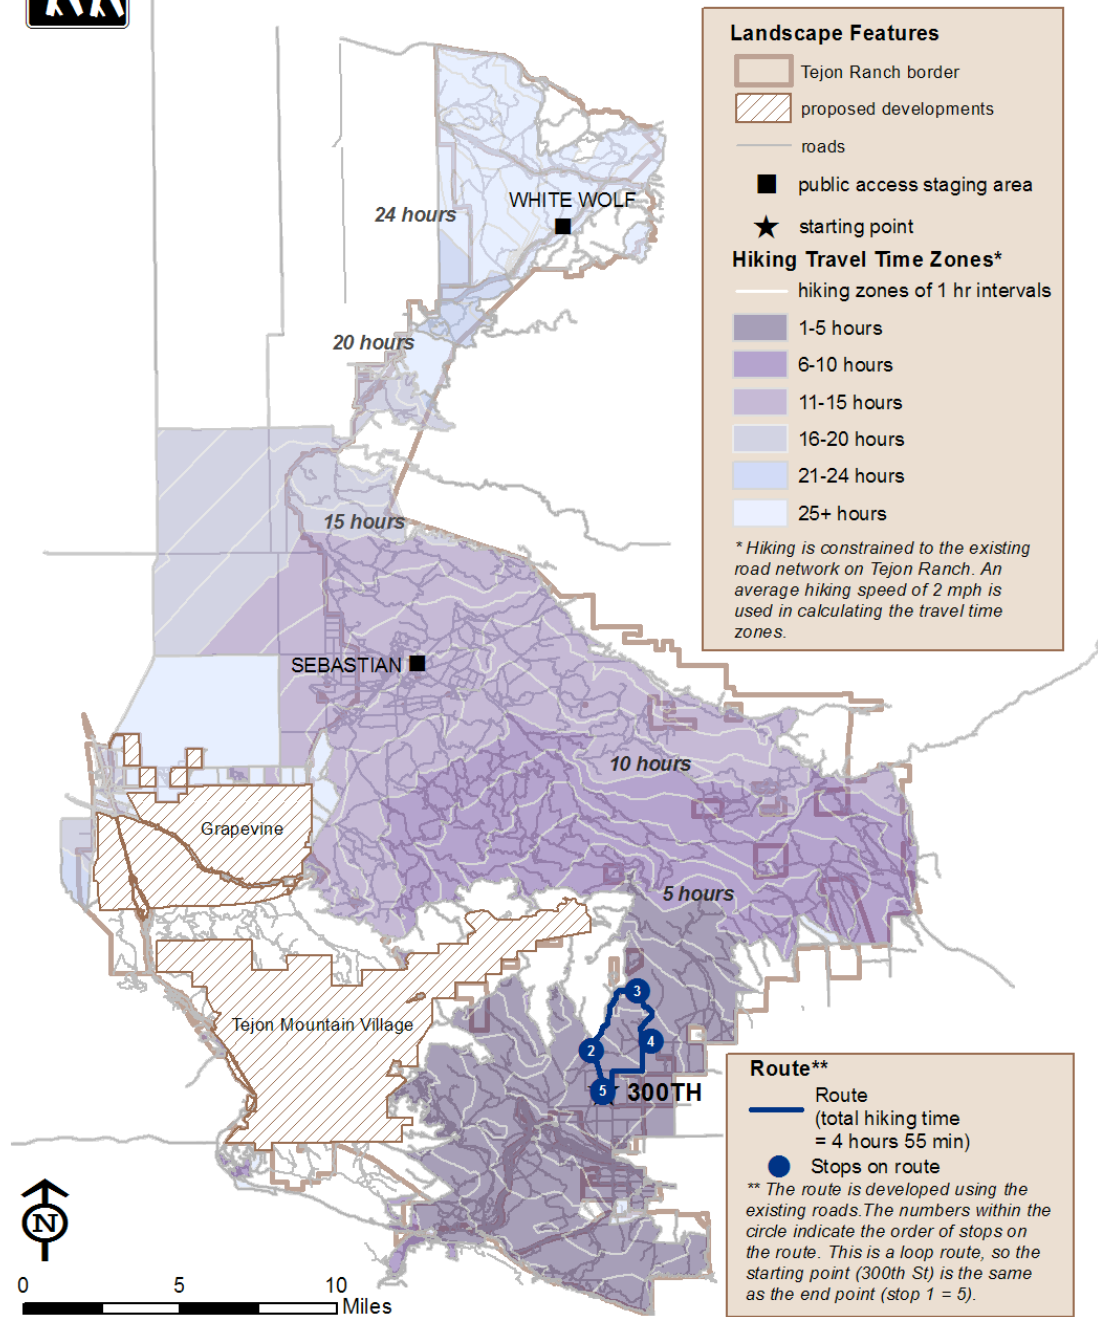 Landscape Features
Tejon Ranch border
proposed developments
roads
public access staging area
starting point
Hiking Travel Time Zones*
hiking zones of 1 hr intervals
1-5 hours
6-10 hours
11-15 hours
16-20 hours
21-24 hours
25+ hours
* Hiking is constrained to the existing
road network on Tejon Ranch. An
average hiking speed of 2 mph is
used in calculating the travel time
zones.
WHITE WOLF
24 hours
20 hours
15 hours
SEBASTIAN
10 hours
Grapevine
5 hours
3
Tejon Mountain Village
4
2
5
300TH
Route**
Route
(total hiking time
= 4 hours 55 min)
Stops on route
** The route is developed using the
existing roads.The numbers within the
circle indicate the order of stops on
the route. This is a loop route, so the
starting point (300th St) is the same
as the end point (stop 1 = 5).
N
0 5 10
Miles